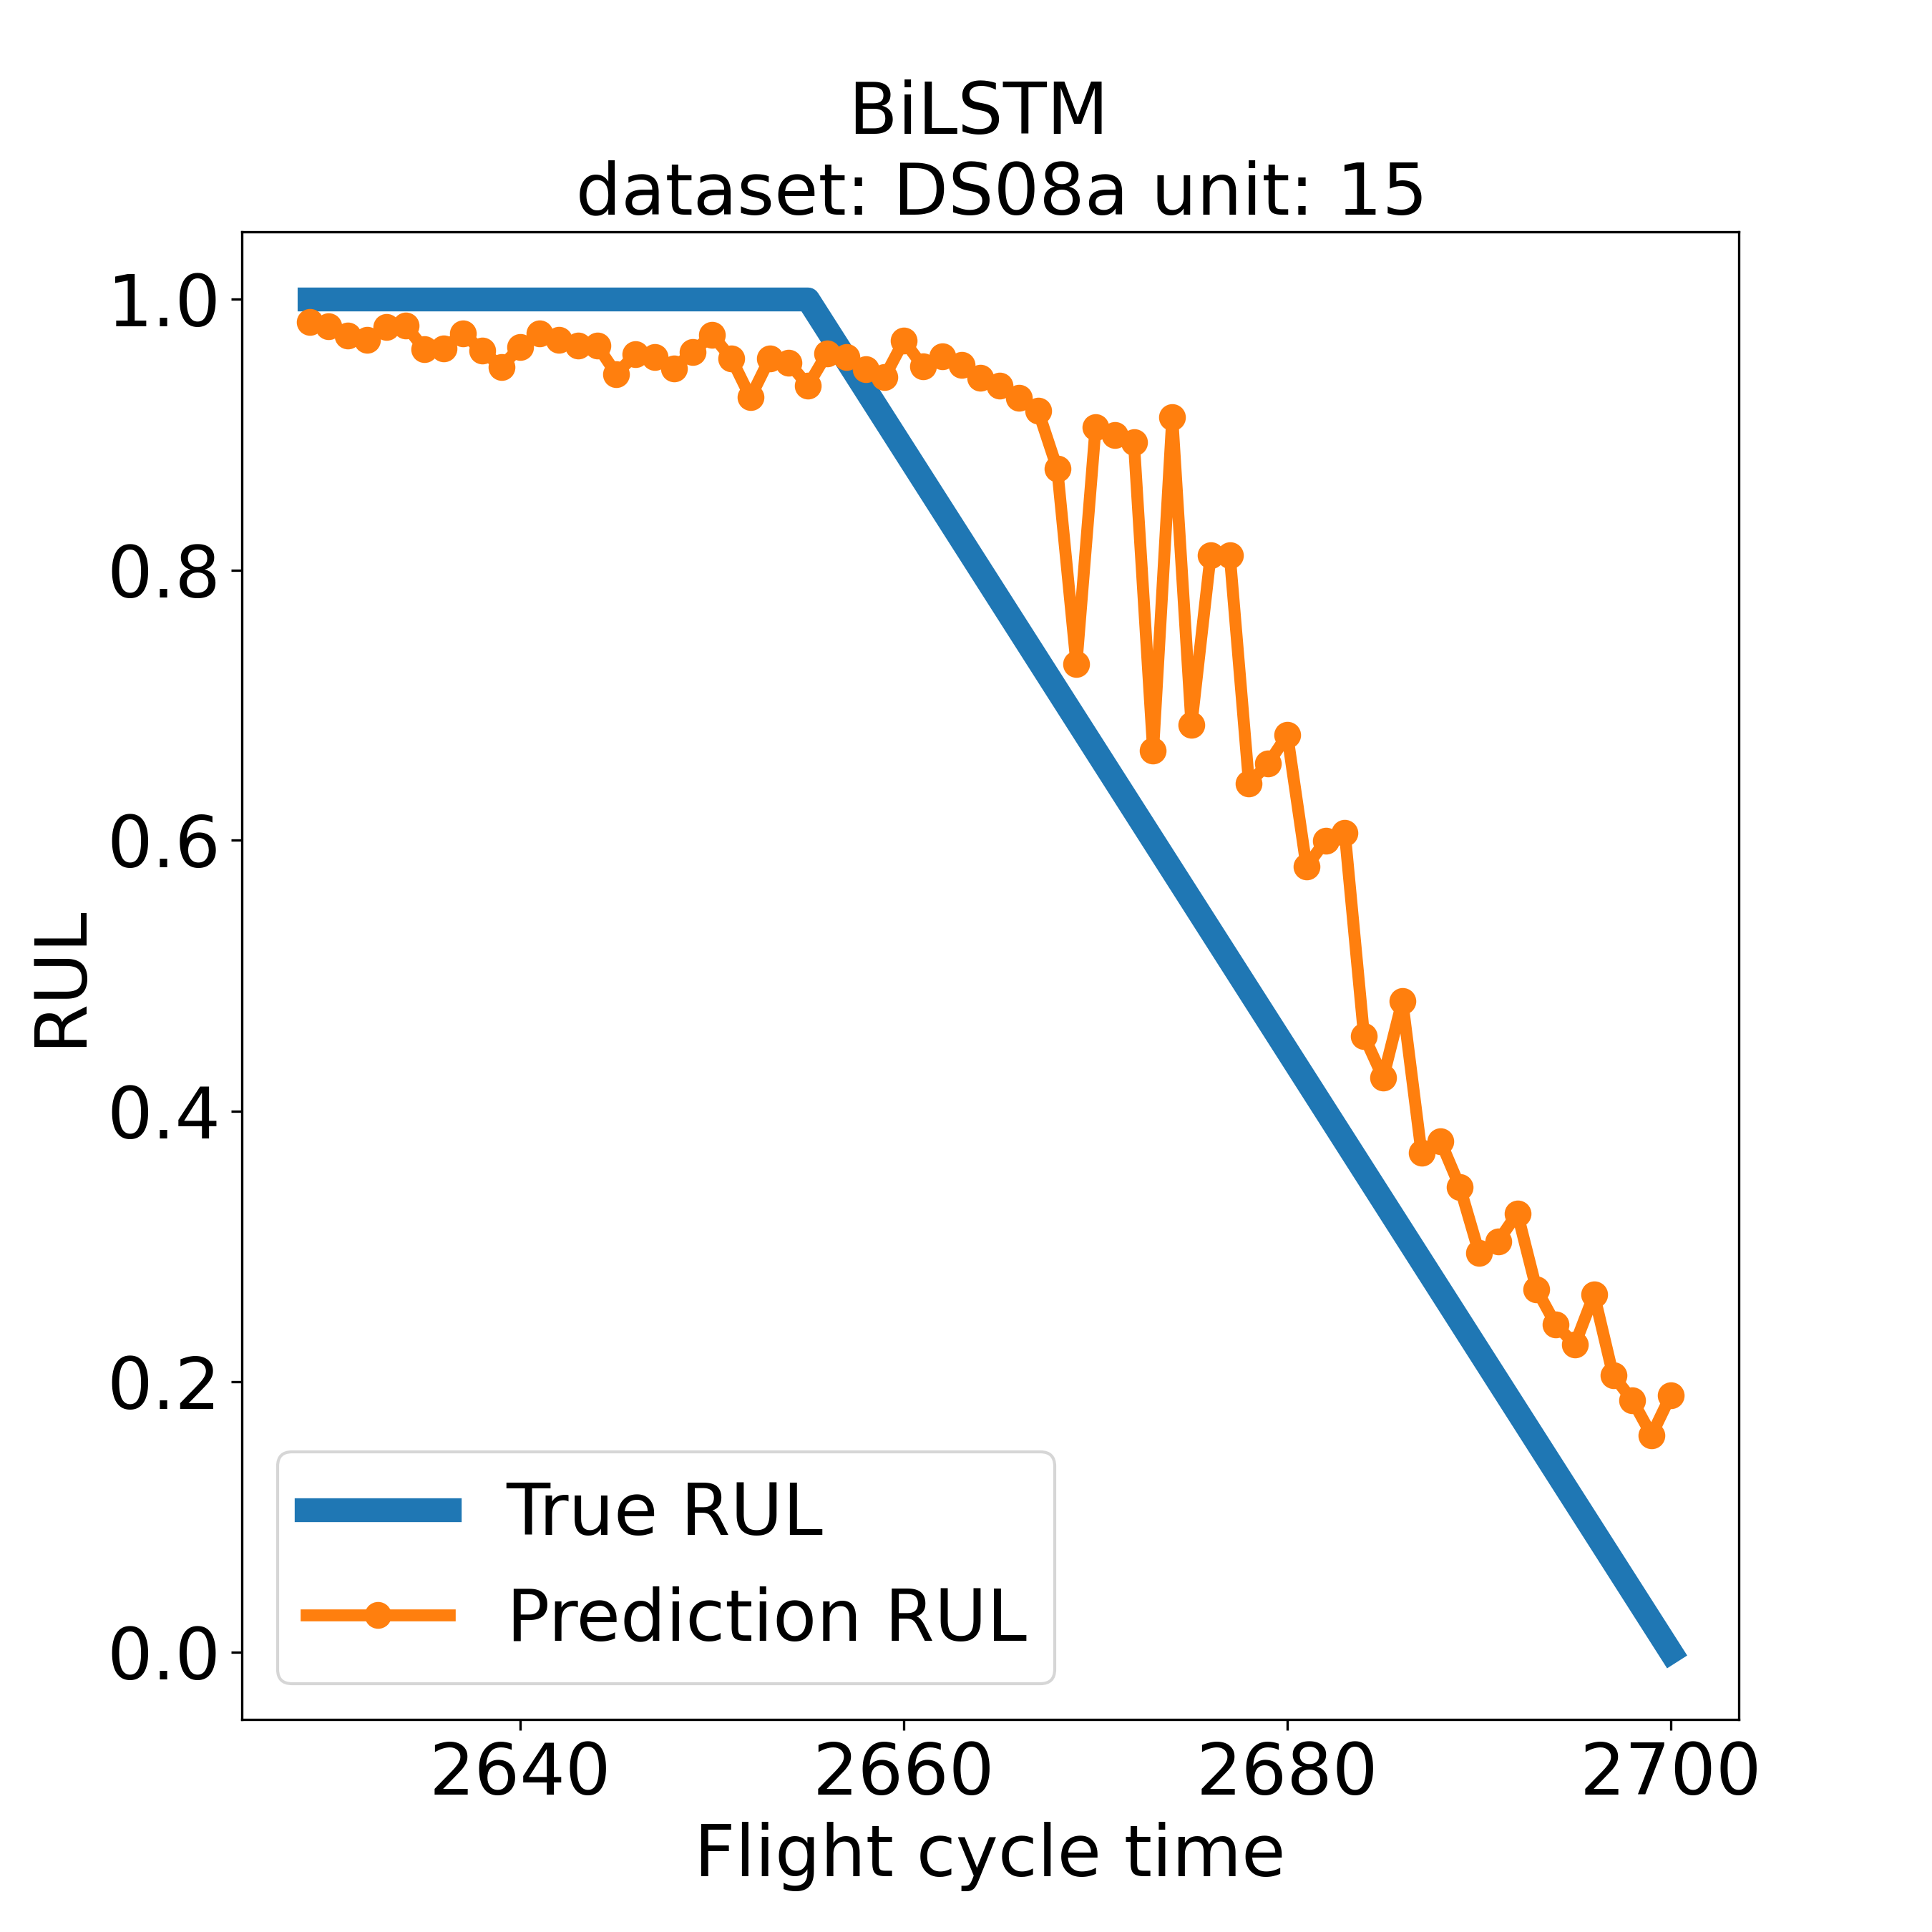 BiLSTM
dataset: DS08a unit: 15
1.0
0.8
0.6
0.4
0.2
0.0
RUL
True RUL
Prediction RUL
2640 2660 2680 2700
Flight cycle time